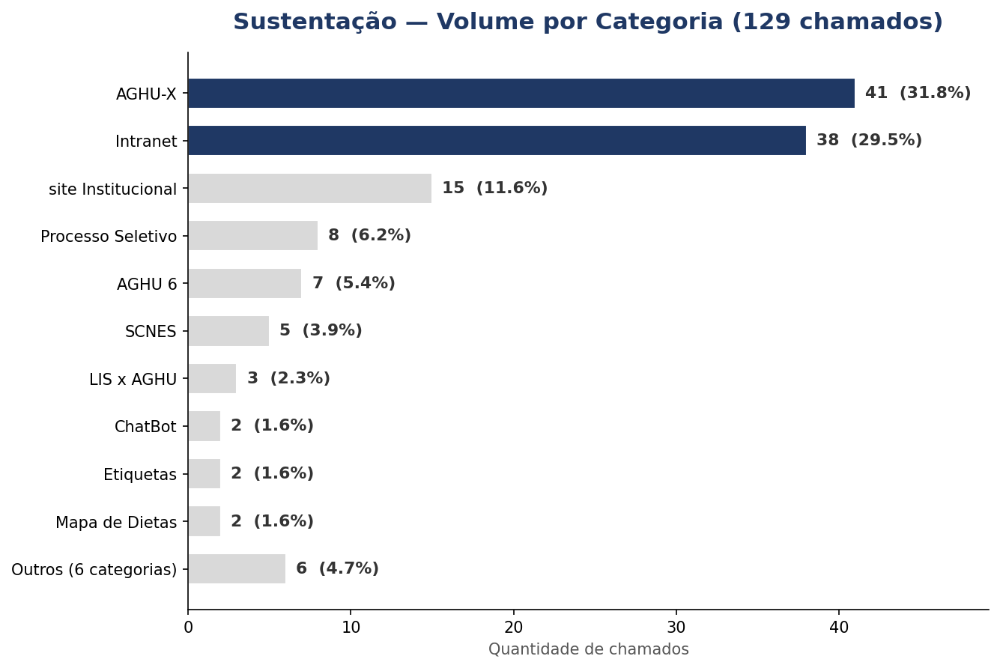 Sustentação — Volume por Categoria (129 chamados)
AGHU-X 41 (31.8%)
Intranet 38 (29.5%)
site Institucional 15 (11.6%)
Processo Seletivo 8 (6.2%)
AGHU 6 7 (5.4%)
SCNES 5 (3.9%)
LIS x AGHU 3 (2.3%)
ChatBot 2 (1.6%)
Etiquetas 2 (1.6%)
Mapa de Dietas 2 (1.6%)
Outros (6 categorias) 6 (4.7%)
0 10 20 30 40
Quantidade de chamados